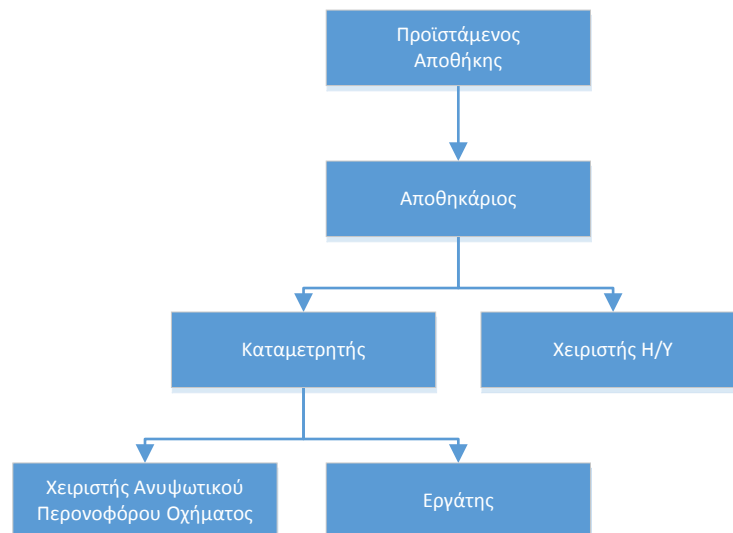 Προϊστάμενος
Αποθήκης
Αποθηκάριος
Καταμετρητής
Χειριστής Η/Υ
Χειριστής Ανυψωτικού
Περονοφόρου Οχήματος
Εργάτης